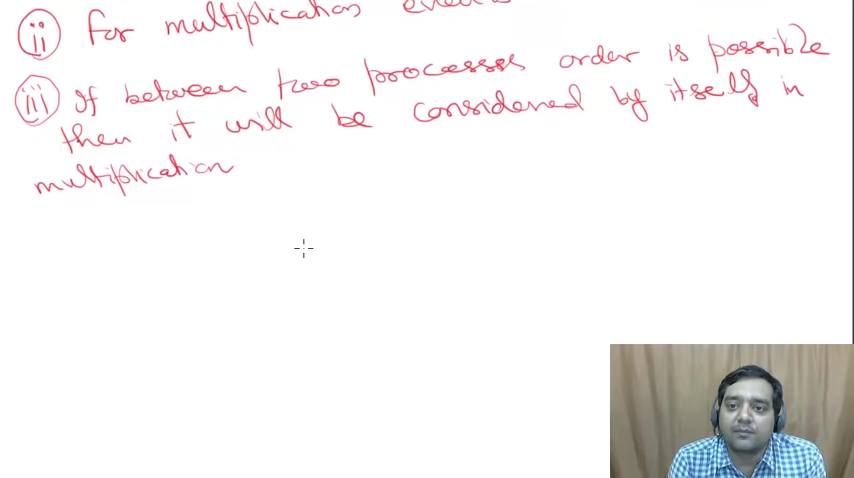 ii for multiplication
iii If between two processes order is possible
then it will be considered by itself in
multiplication